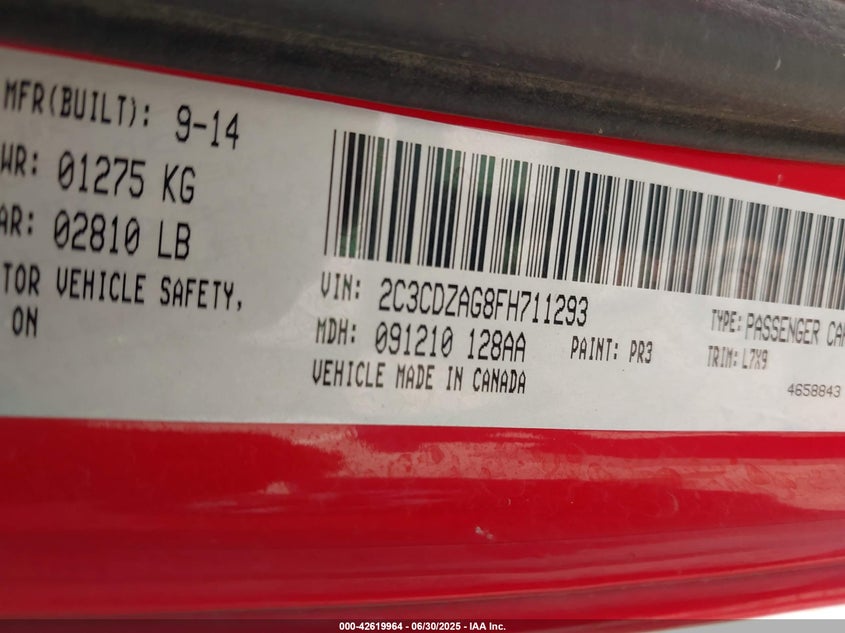 MFR(BUILT): 9-14
WR: 01275 KG
AR: 02810 LB
TOR VEHICLE SAFETY,
ON
VIN: 2C3CDZAG8FH711293
TYPE: PASSENGER CAR
MDH: 091210 128AA
PAINT: PR3
TRIM: L7X9
VEHICLE MADE IN CANADA
4658843
000-42619964 - 06/30/2025 - IAA Inc.